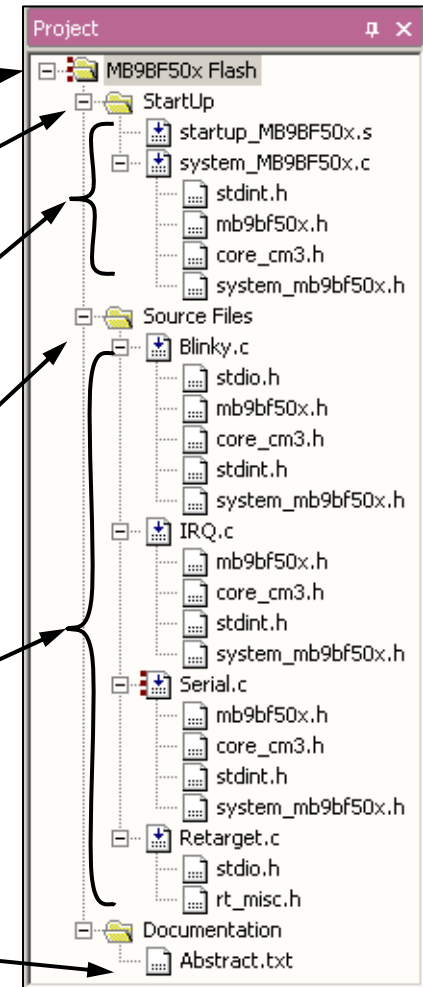 Project
MB9BF50x Flash
StartUp
startup_MB9BF50x.s
system_MB9BF50x.c
stdint.h
mb9bf50x.h
core_cm3.h
system_mb9bf50x.h
Source Files
Blinky.c
stdio.h
mb9bf50x.h
core_cm3.h
stdint.h
system_mb9bf50x.h
IRQ.c
mb9bf50x.h
core_cm3.h
stdint.h
system_mb9bf50x.h
Serial.c
mb9bf50x.h
core_cm3.h
stdint.h
system_mb9bf50x.h
Retarget.c
stdio.h
rt_misc.h
Documentation
Abstract.txt